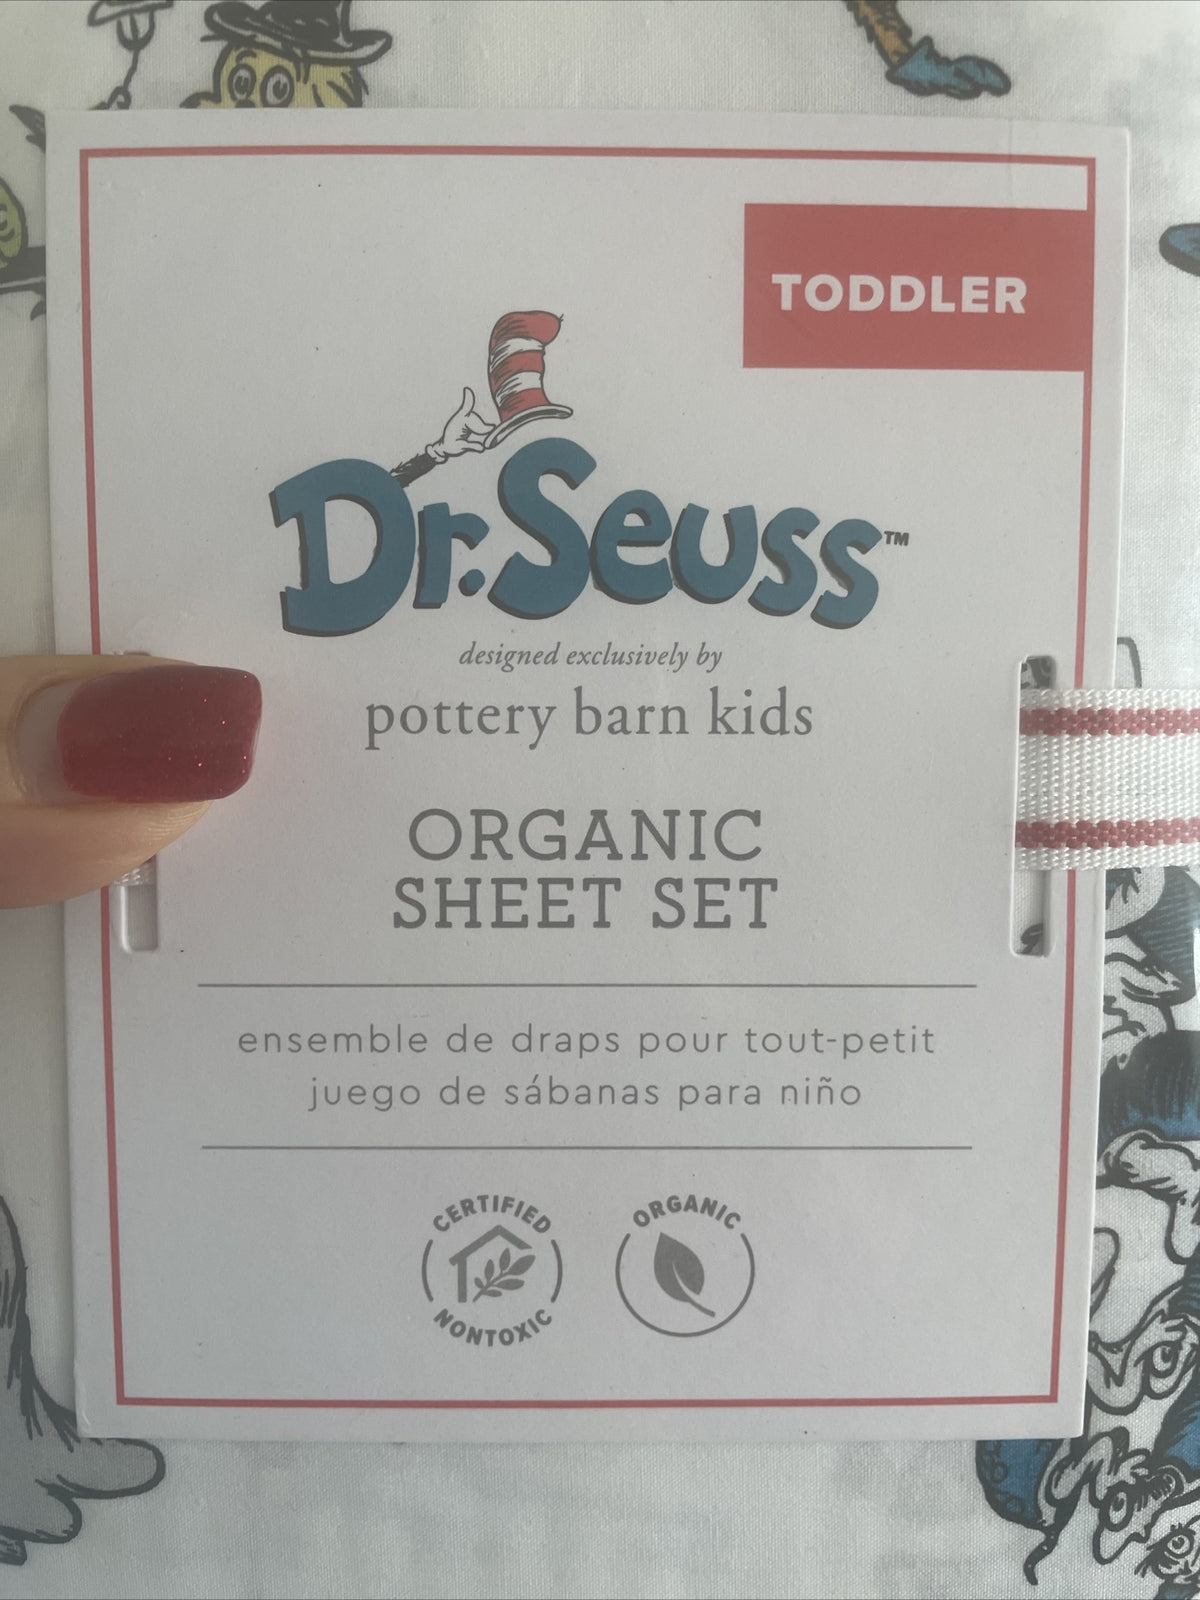 TODDLER
Dr. Seuss™
designed exclusively by
pottery barn kids
ORGANIC
SHEET SET
ensemble de draps pour tout-petit
juego de sábanas para niño
CERTIFIED
NONTOXIC
ORGANIC